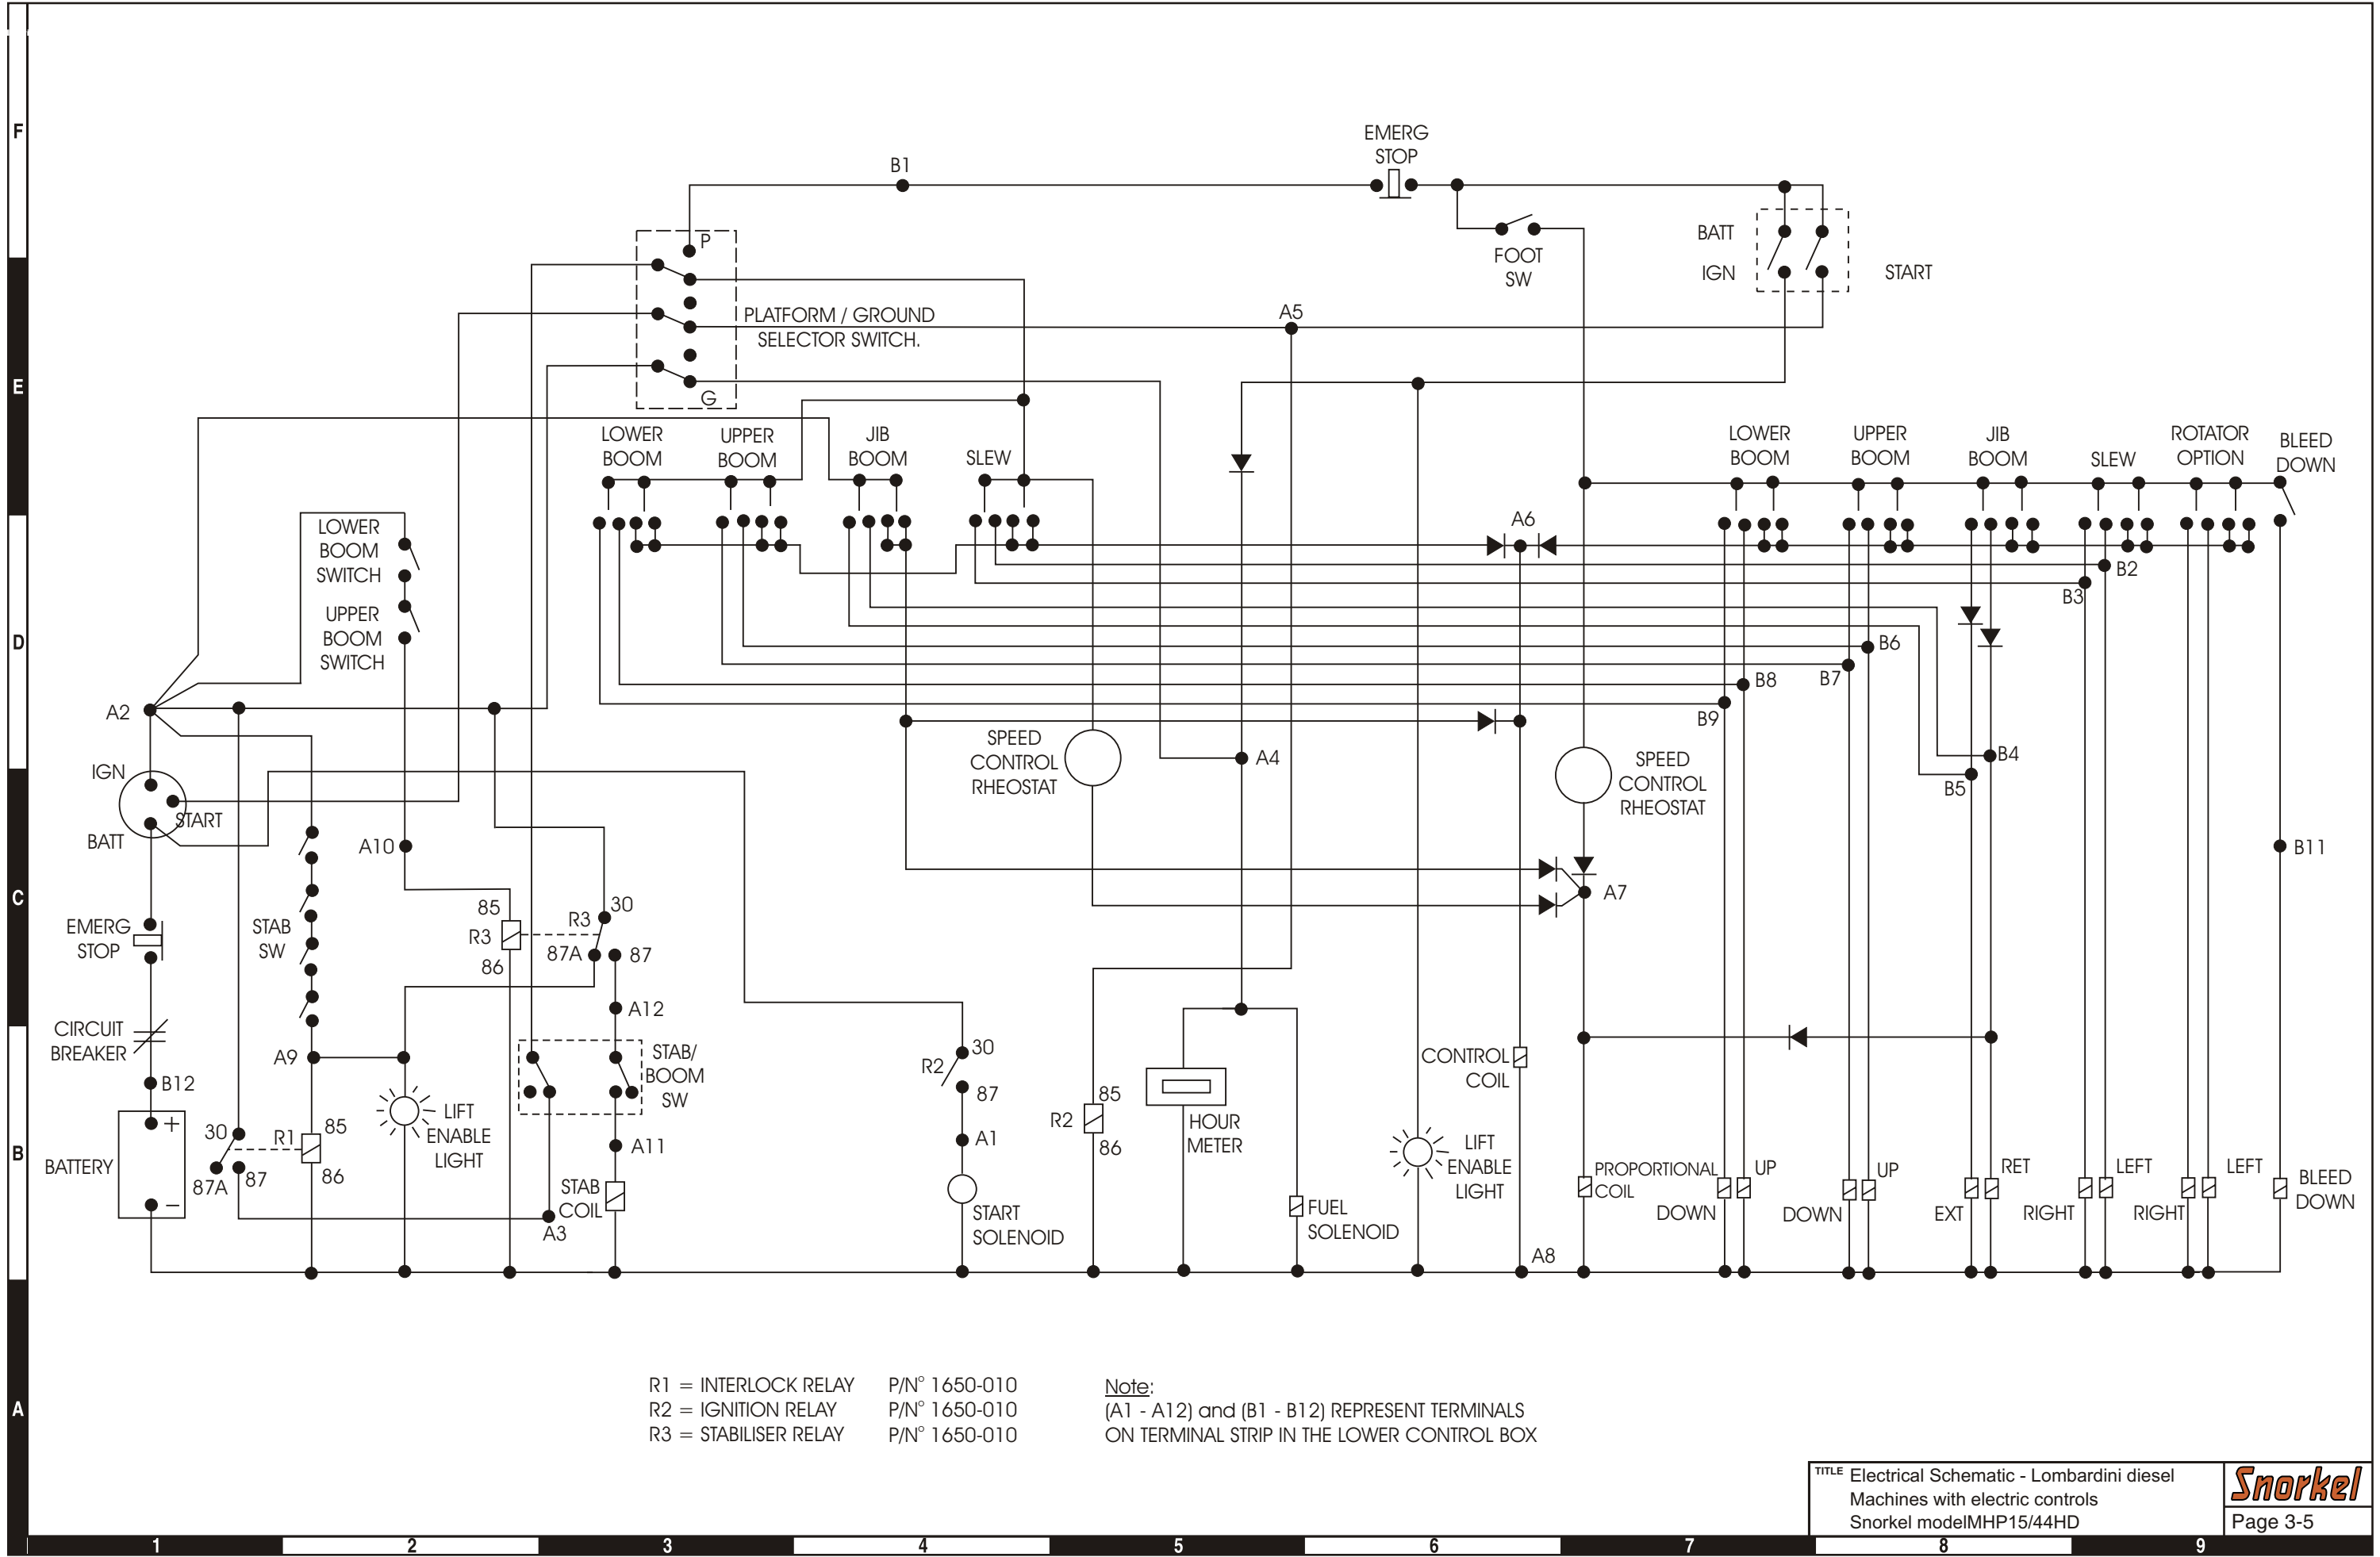 F
E
D
C
B
A
EMERG
STOP
B1
FOOT
SW
BATT
IGN
START
P
PLATFORM / GROUND
SELECTOR SWITCH.
G
A5
LOWER
BOOM
UPPER
BOOM
JIB
BOOM
SLEW
LOWER
BOOM
UPPER
BOOM
JIB
BOOM
SLEW
ROTATOR
OPTION
BLEED
DOWN
LOWER
BOOM
SWITCH
UPPER
BOOM
SWITCH
A6
B2
B3
B6
B7
B8
B9
B4
B5
A2
IGN
START
BATT
A10
SPEED
CONTROL
RHEOSTAT
A4
SPEED
CONTROL
RHEOSTAT
B11
A7
EMERG
STOP
STAB
SW
85
R3
86
R3
30
87A
87
A12
CIRCUIT
BREAKER
B12
A9
STAB/
BOOM
SW
R2
30
87
A1
CONTROL
COIL
BATTERY
+
−
30
87A
87
R1
85
86
LIFT
ENABLE
LIGHT
A11
STAB
COIL
A3
START
SOLENOID
R2
85
86
HOUR
METER
FUEL
SOLENOID
LIFT
ENABLE
LIGHT
A8
PROPORTIONAL
COIL
UP
DOWN
UP
DOWN
RET
EXT
LEFT
RIGHT
LEFT
RIGHT
BLEED
DOWN
R1 = INTERLOCK RELAY P/N° 1650-010
R2 = IGNITION RELAY P/N° 1650-010
R3 = STABILISER RELAY P/N° 1650-010
Note:
(A1 - A12) and (B1 - B12) REPRESENT TERMINALS
ON TERMINAL STRIP IN THE LOWER CONTROL BOX
TITLE Electrical Schematic - Lombardini diesel
Machines with electric controls
Snorkel modelMHP15/44HD
Snorkel
Page 3-5
1 2 3 4 5 6 7 8 9